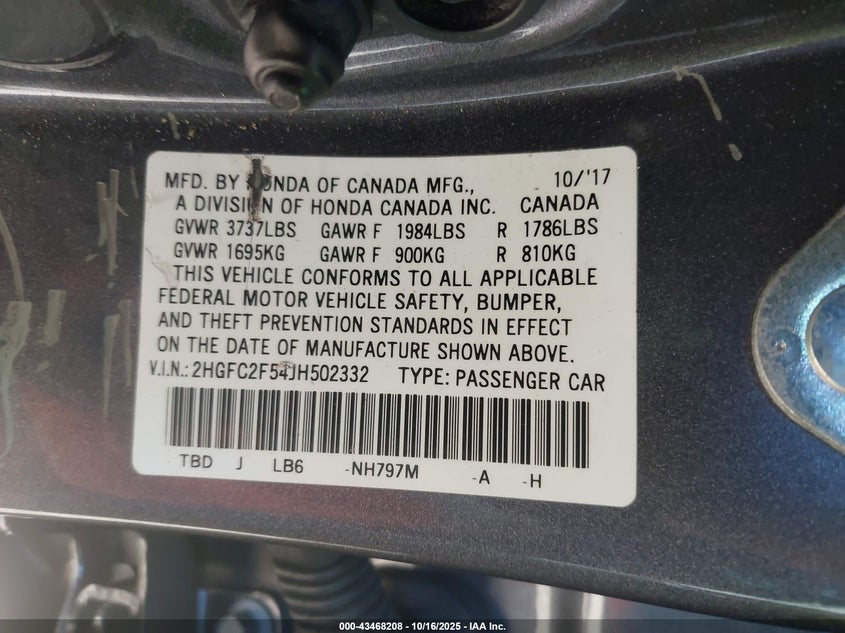 MFD. BY HONDA OF CANADA MFG., 10/'17
A DIVISION OF HONDA CANADA INC. CANADA
GVWR 3737LBS GAWR F 1984LBS R 1786LBS
GVWR 1695KG GAWR F 900KG R 810KG
THIS VEHICLE CONFORMS TO ALL APPLICABLE
FEDERAL MOTOR VEHICLE SAFETY, BUMPER,
AND THEFT PREVENTION STANDARDS IN EFFECT
ON THE DATE OF MANUFACTURE SHOWN ABOVE.
V.I.N.: 2HGFC2F54JH502332 TYPE: PASSENGER CAR
TBD J LB6 -NH797M -A -H
000-43468208 - 10/16/2025 - IAA Inc.